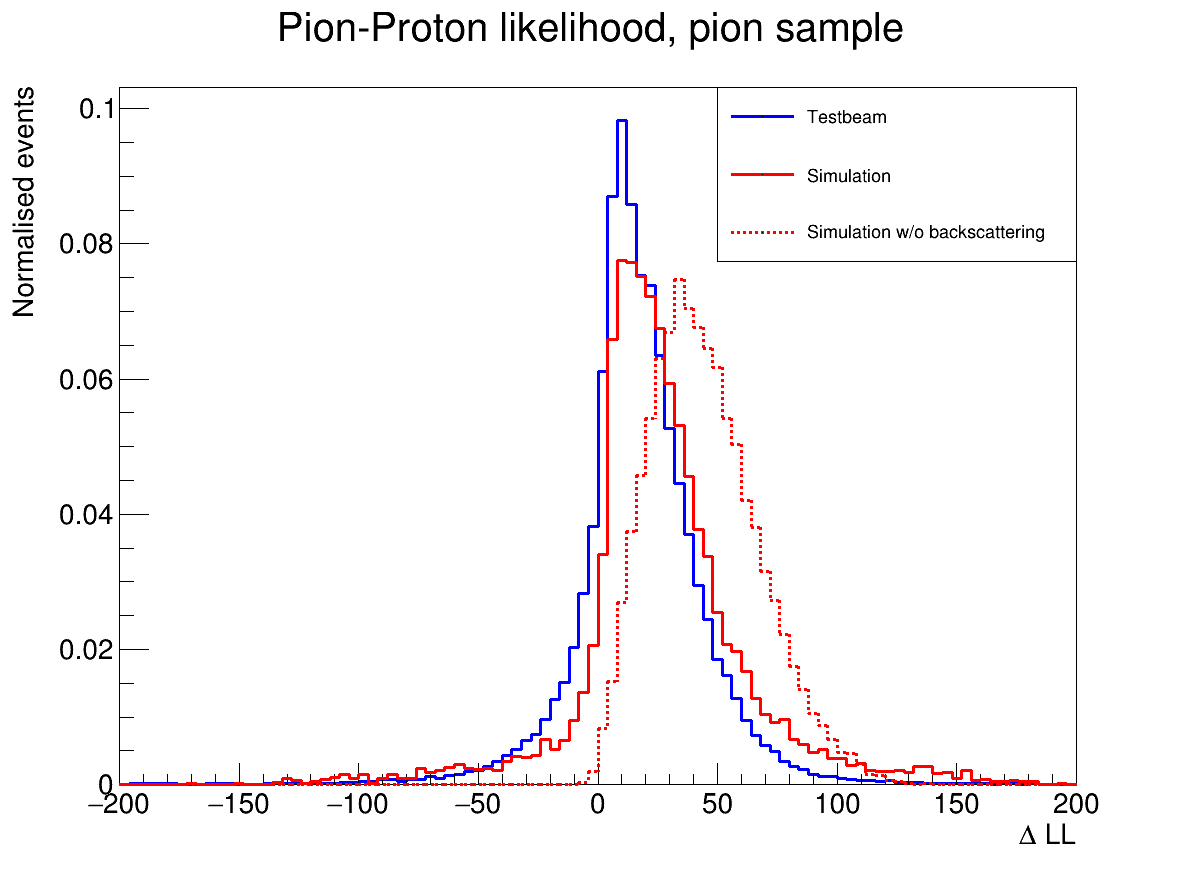 Pion-Proton likelihood, pion sample
Normalised events
0.1
0.08
0.06
0.04
0.02
0
Testbeam
Simulation
Simulation w/o backscattering
−200 −150 −100 −50 0 50 100 150 200
Δ LL